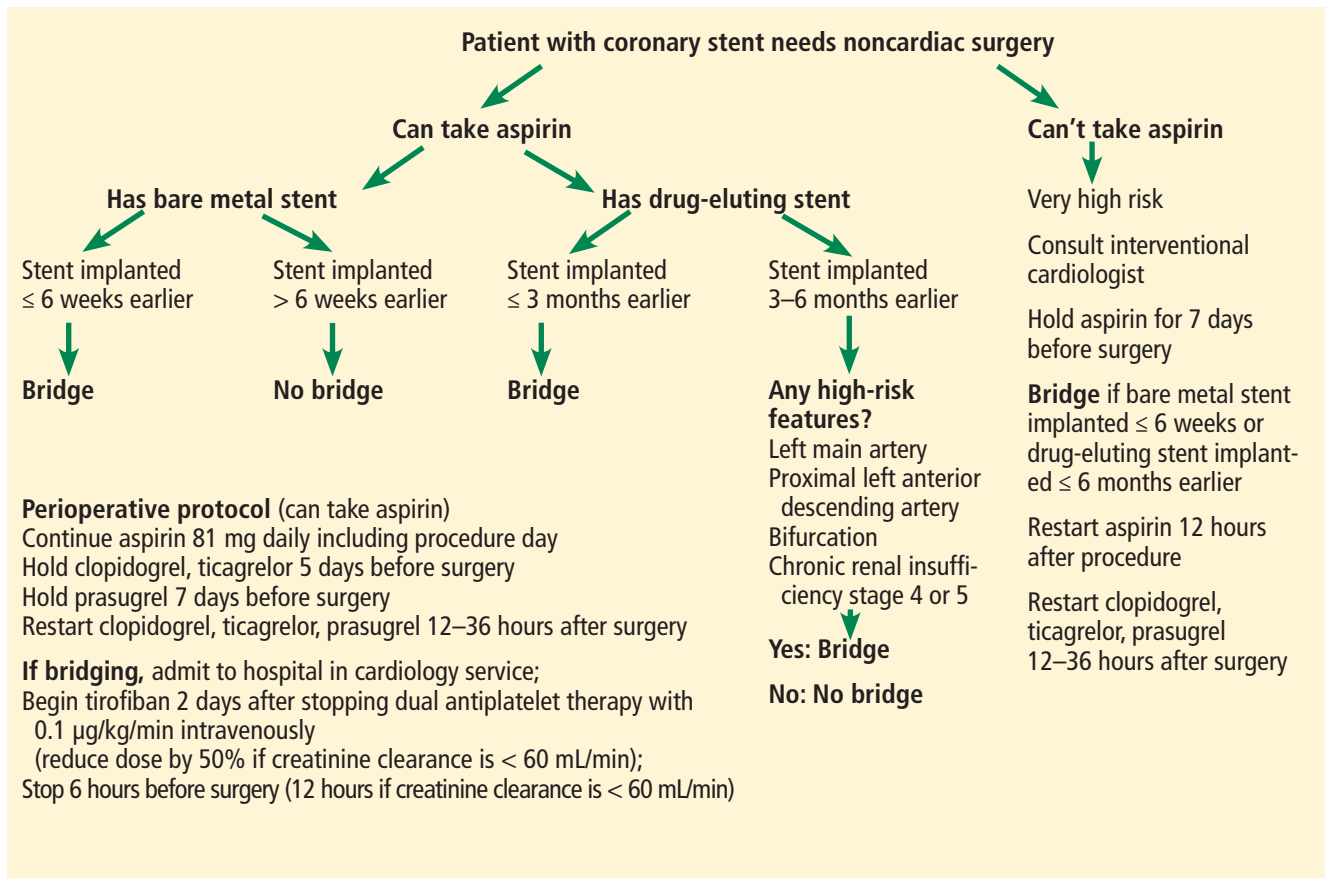 Patient with coronary stent needs noncardiac surgery
Can take aspirin
Has bare metal stent
Stent implanted
≤ 6 weeks earlier
Bridge
Stent implanted
> 6 weeks earlier
No bridge
Has drug-eluting stent
Stent implanted
≤ 3 months earlier
Bridge
Stent implanted
3–6 months earlier
Any high-risk
features?
Left main artery
Proximal left anterior
descending artery
Bifurcation
Chronic renal insuffi-
ciency stage 4 or 5
Yes: Bridge
No: No bridge
Can't take aspirin
Very high risk
Consult interventional
cardiologist
Hold aspirin for 7 days
before surgery
Bridge if bare metal stent
implanted ≤ 6 weeks or
drug-eluting stent implant-
ed ≤ 6 months earlier
Restart aspirin 12 hours
after procedure
Restart clopidogrel,
ticagrelor, prasugrel
12–36 hours after surgery
Perioperative protocol (can take aspirin)
Continue aspirin 81 mg daily including procedure day
Hold clopidogrel, ticagrelor 5 days before surgery
Hold prasugrel 7 days before surgery
Restart clopidogrel, ticagrelor, prasugrel 12–36 hours after surgery
If bridging, admit to hospital in cardiology service;
Begin tirofiban 2 days after stopping dual antiplatelet therapy with
0.1 µg/kg/min intravenously
(reduce dose by 50% if creatinine clearance is < 60 mL/min);
Stop 6 hours before surgery (12 hours if creatinine clearance is < 60 mL/min)